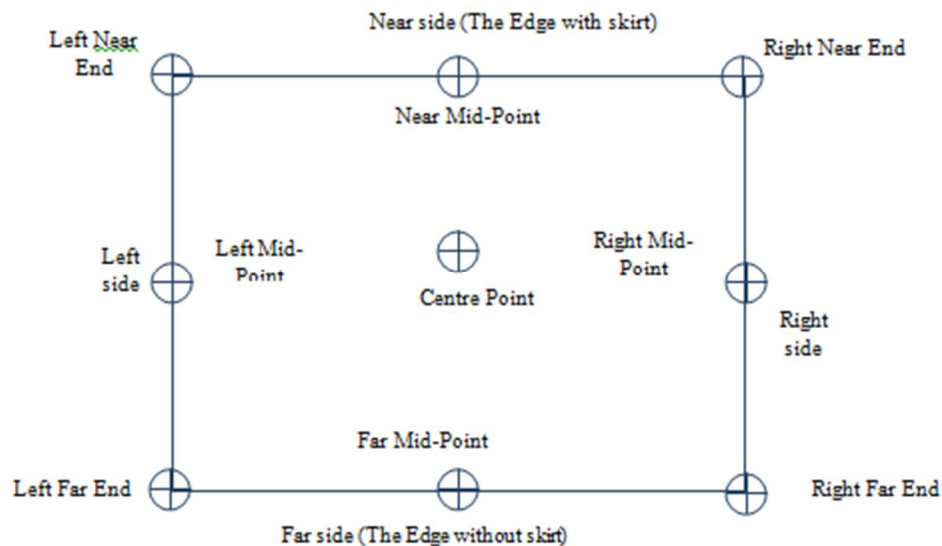 Near side (The Edge with skirt)
Left Near
End
Right Near End
Near Mid-Point
Left
side
Left Mid-
Point
Right Mid-
Point
Centre Point
Right
side
Far Mid-Point
Left Far End
Right Far End
Far side (The Edge without skirt)